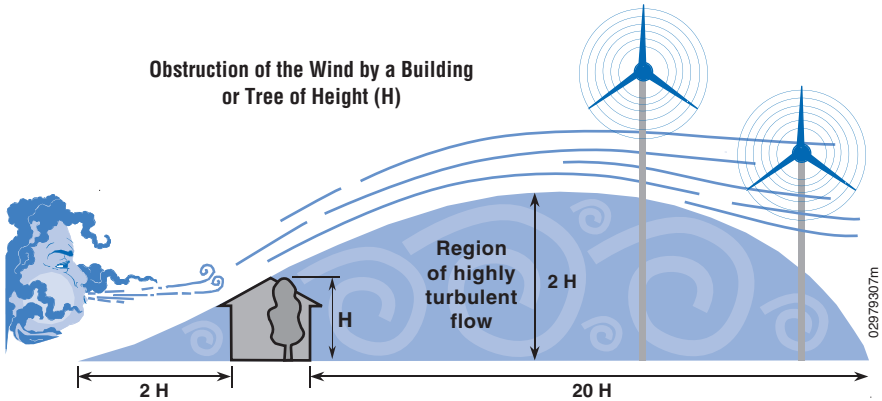 Obstruction of the Wind by a Building
or Tree of Height (H)
Region
of highly
turbulent
flow
2 H
H
2 H
20 H
02979307m